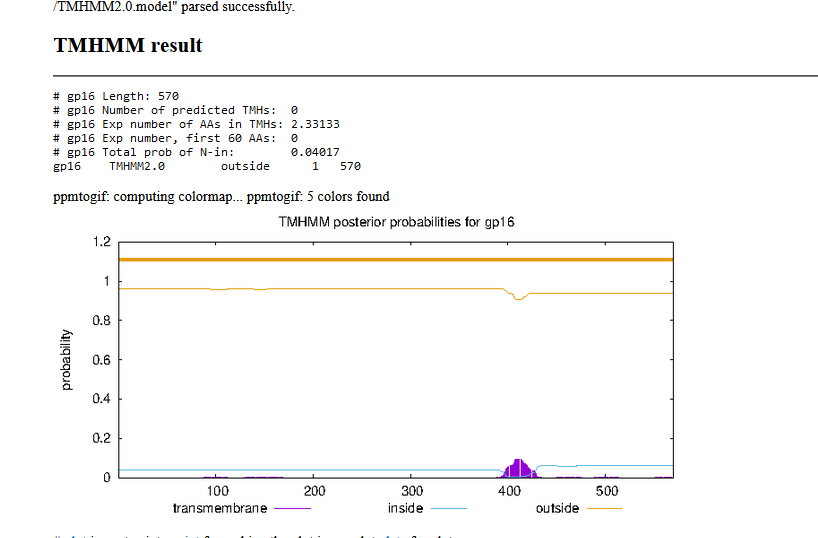 /TMHMM2.0.model" parsed successfully.
TMHMM result
# gp16 Length: 570
# gp16 Number of predicted TMHs:  0
# gp16 Exp number of AAs in TMHs: 2.33133
# gp16 Exp number, first 60 AAs:  0
# gp16 Total prob of N-in:        0.04017
gp16    TMHMM2.0        outside      1   570
ppmtogif: computing colormap... ppmtogif: 5 colors found
TMHMM posterior probabilities for gp16
1.2
1
0.8
0.6
0.4
0.2
0
probability
100 200 300 400 500
transmembrane inside outside